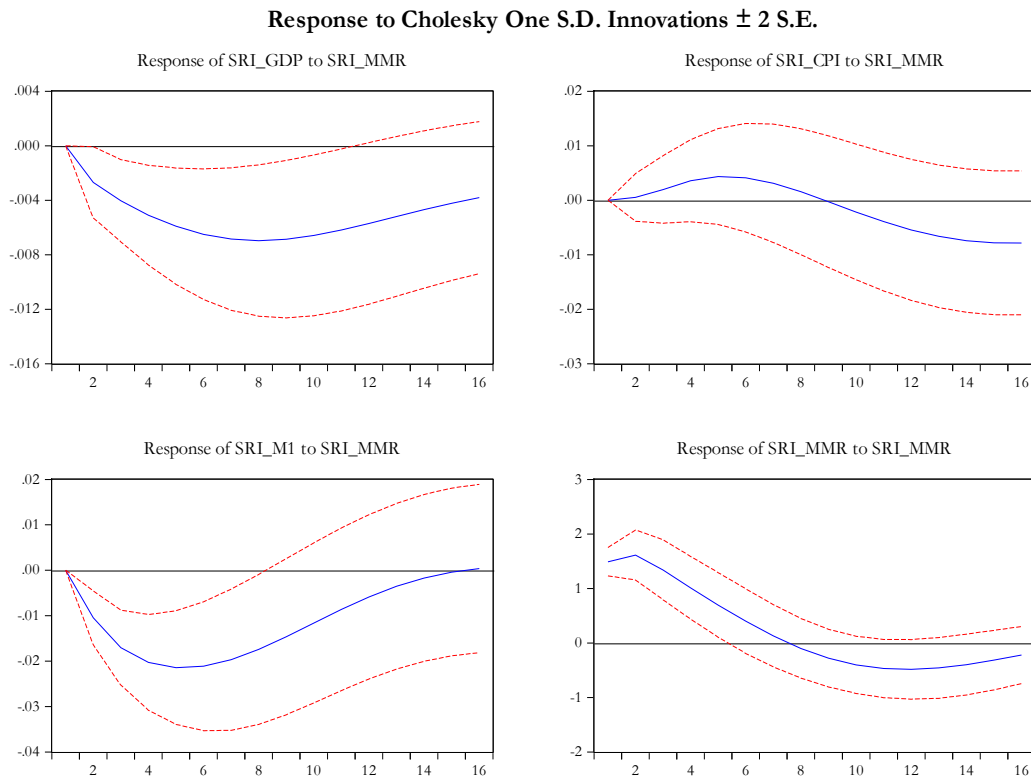 Response to Cholesky One S.D. Innovations ± 2 S.E.
Response of SRI_GDP to SRI_MMR
.004
.000
-.004
-.008
-.012
-.016
2 4 6 8 10 12 14 16
Response of SRI_CPI to SRI_MMR
.02
.01
.00
-.01
-.02
-.03
2 4 6 8 10 12 14 16
Response of SRI_M1 to SRI_MMR
.02
.01
.00
-.01
-.02
-.03
-.04
2 4 6 8 10 12 14 16
Response of SRI_MMR to SRI_MMR
3
2
1
0
-1
-2
2 4 6 8 10 12 14 16